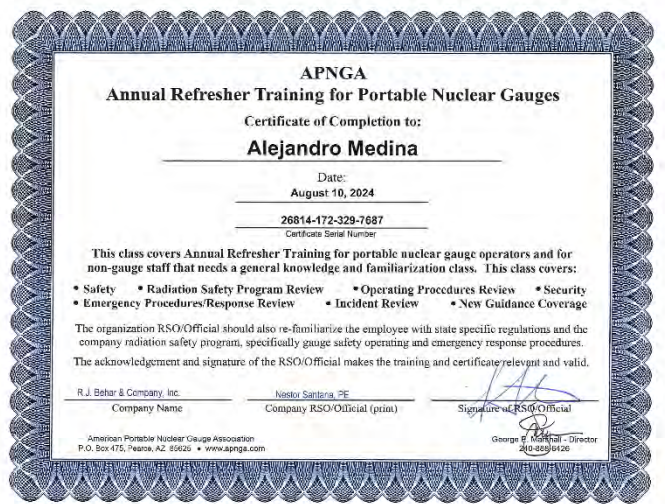 APNGA
Annual Refresher Training for Portable Nuclear Gauges
Certificate of Completion to:
Alejandro Medina
Date:
August 10, 2024
26814-172-329-7687
Certificate Serial Number
This class covers Annual Refresher Training for portable nuclear gauge operators and for
non-gauge staff that needs a general knowledge and familiarization class. This class covers:
• Safety • Radiation Safety Program Review • Operating Procedures Review • Security
• Emergency Procedures/Response Review • Incident Review • New Guidance Coverage
The organization RSO/Official should also re-familiarize the employee with state specific regulations and the
company radiation safety program, specifically gauge safety operating and emergency response procedures.
The acknowledgement and signature of the RSO/Official makes the training and certificate relevant and valid.
R.J. Behar & Company, Inc. Nestor Santana, PE
Company Name Company RSO/Official (print) Signature of RSO/Official
American Portable Nuclear Gauge Association George P. Marshall - Director
P.O. Box 475, Pearce, AZ 85625 • www.apnga.com 240-888-6426